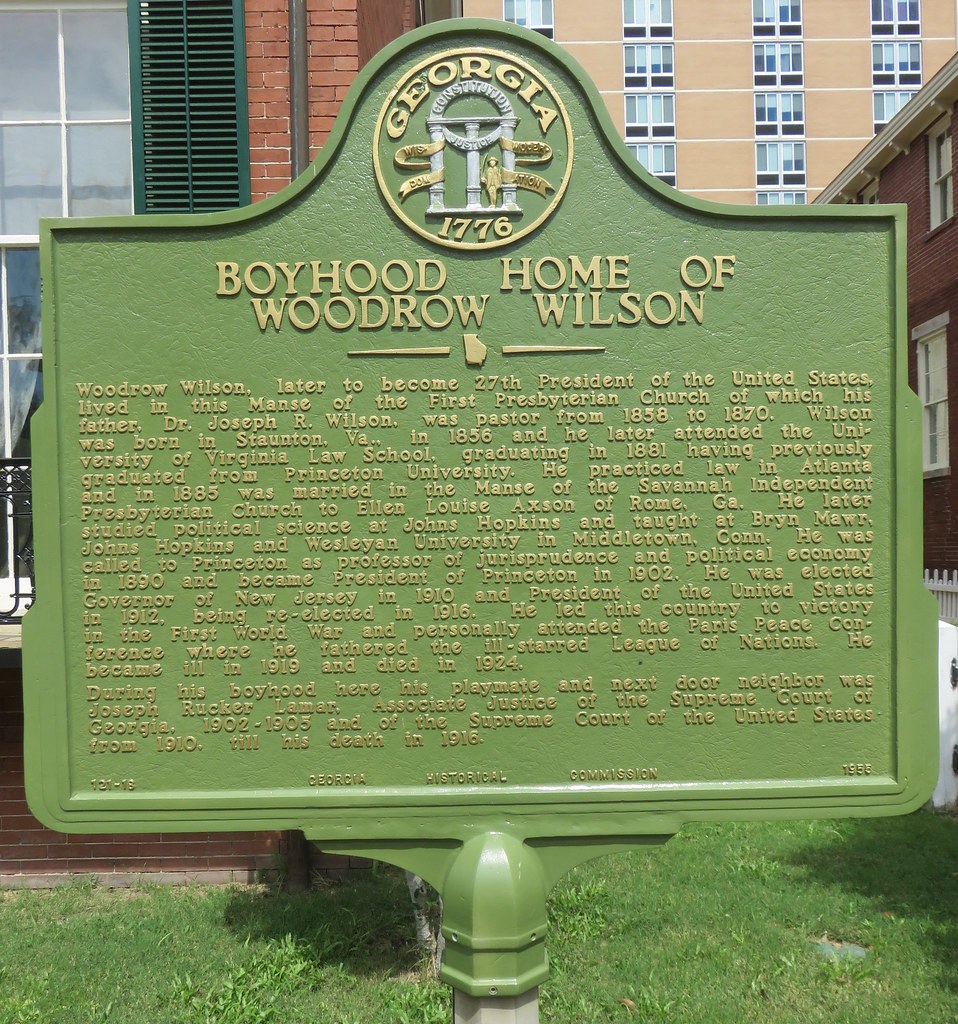 GEORGIA
CONSTITUTION
JUSTICE
WIS
DOM
MODER
ATION
1776
BOYHOOD HOME OF
WOODROW WILSON
Woodrow Wilson, later to become 27th President of the United States,
lived in this Manse of the First Presbyterian Church of which his
father, Dr. Joseph R. Wilson, was pastor from 1858 to 1870. Wilson
was born in Staunton, Va., in 1856 and he later attended the Uni-
versity of Virginia Law School, graduating in 1881 having previously
graduated from Princeton University. He practiced law in Atlanta
and in 1885 was married in the Manse of the Savannah Independent
Presbyterian Church to Ellen Louise Axson of Rome, Ga. He later
studied political science at Johns Hopkins and taught at Bryn Mawr,
Johns Hopkins and Wesleyan University in Middletown, Conn. He was
called to Princeton as professor of jurisprudence and political economy
in 1890 and became President of Princeton in 1902. He was elected
Governor of New Jersey in 1910 and President of the United States
in 1912, being re-elected in 1916. He led this country to victory
in the First World War and personally attended the Paris Peace Con-
ference where he fathered the ill-starred League of Nations. He
became ill in 1919 and died in 1924.
During his boyhood here his playmate and next door neighbor was
Joseph Rucker Lamar, Associate Justice of the Supreme Court of
Georgia, 1902-1905 and of the Supreme Court of the United States
from 1910, till his death in 1916.
121-18 GEORGIA HISTORICAL COMMISSION 1955